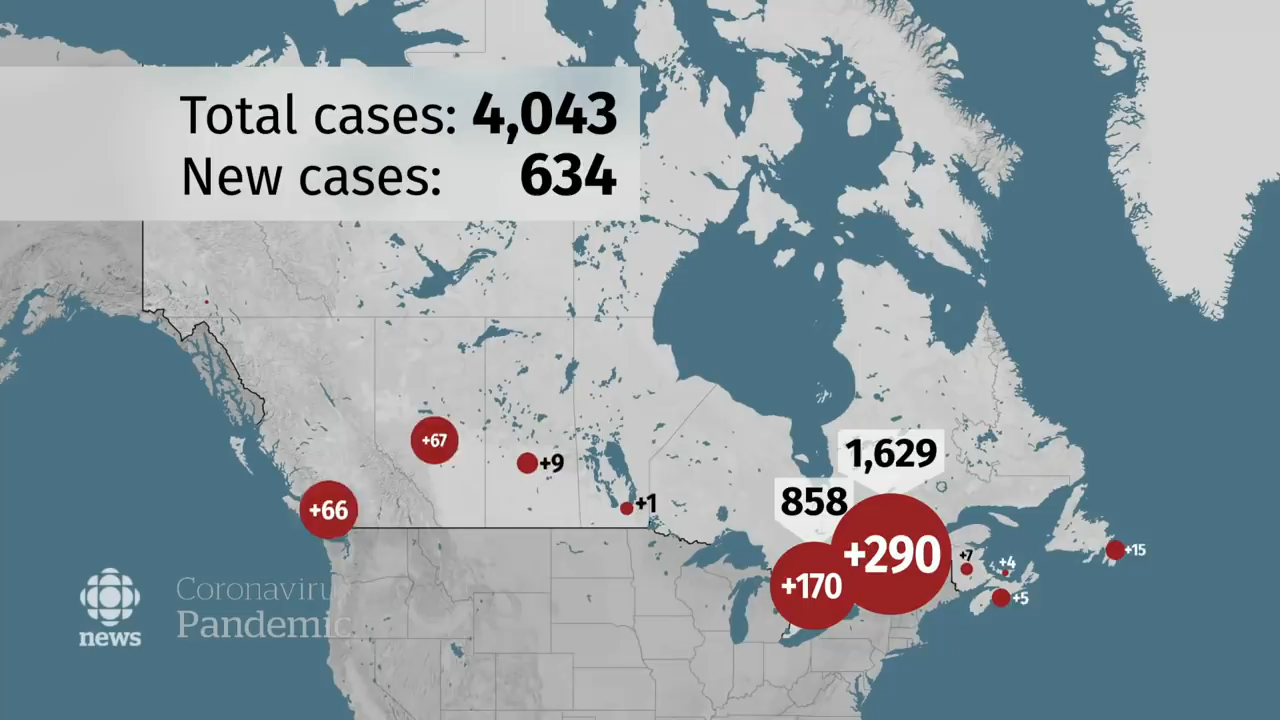 Total cases: 4,043
New cases: 634
+67
+9
+66
+1
1,629
858
+290
+170
+7
+4
+15
+5
Coronaviru
Pandemic
news